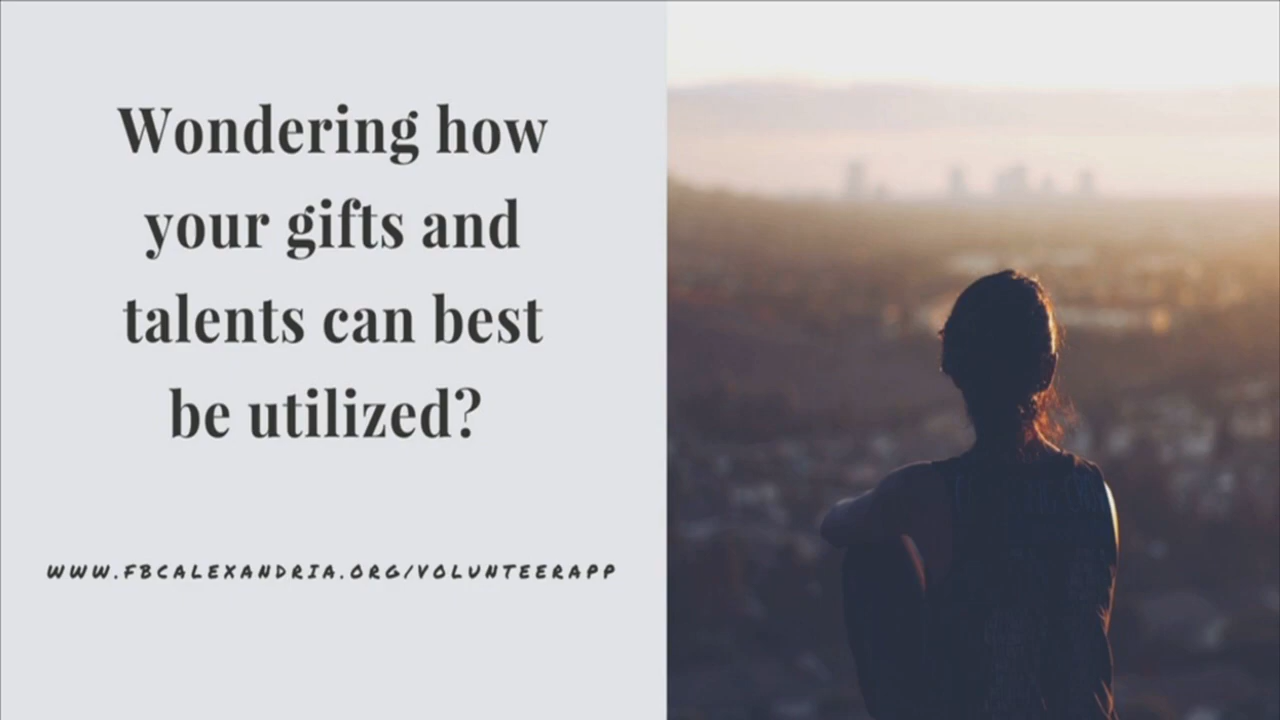 Wondering how
your gifts and
talents can best
be utilized?
WWW.FBCALEXANDRIA.ORG/VOLUNTEERAPP